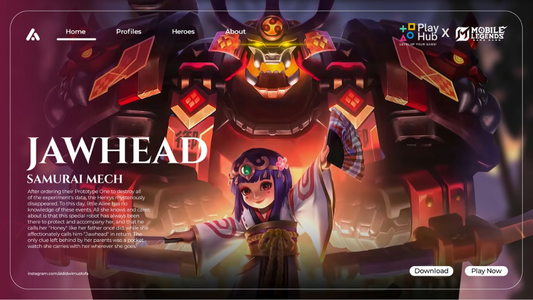 Home Profiles Heroes About
Play Hub X MOBILE LEGENDS
LEVEL UP YOUR GAME!
JAWHEAD
SAMURAI MECH
After ordering their Prototype One to destroy all
of the experiment's data, the Henrys mysteriously
disappeared. To this day, little Alice has no
knowledge of these events. All she knows and cares
about is that this special robot has always been
there to protect and accompany her, and that he
calls her "Honey" like her father once did, while she
affectionately calls him "Jawhead" in return. The
only clue left behind by her parents was a pocket
watch she carries with her wherever she goes.
Download Play Now